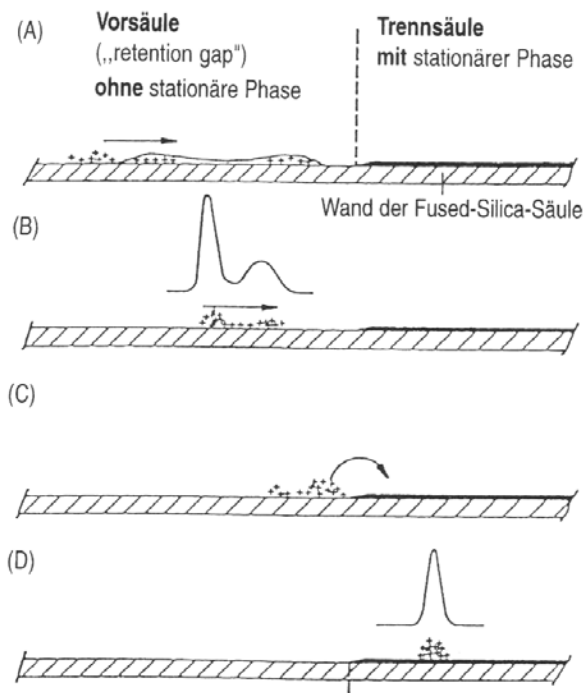 (A)
Vorsäule
(„retention gap“)
ohne stationäre Phase
Trennsäule
mit stationärer Phase
Wand der Fused-Silica-Säule
(B)
(C)
(D)